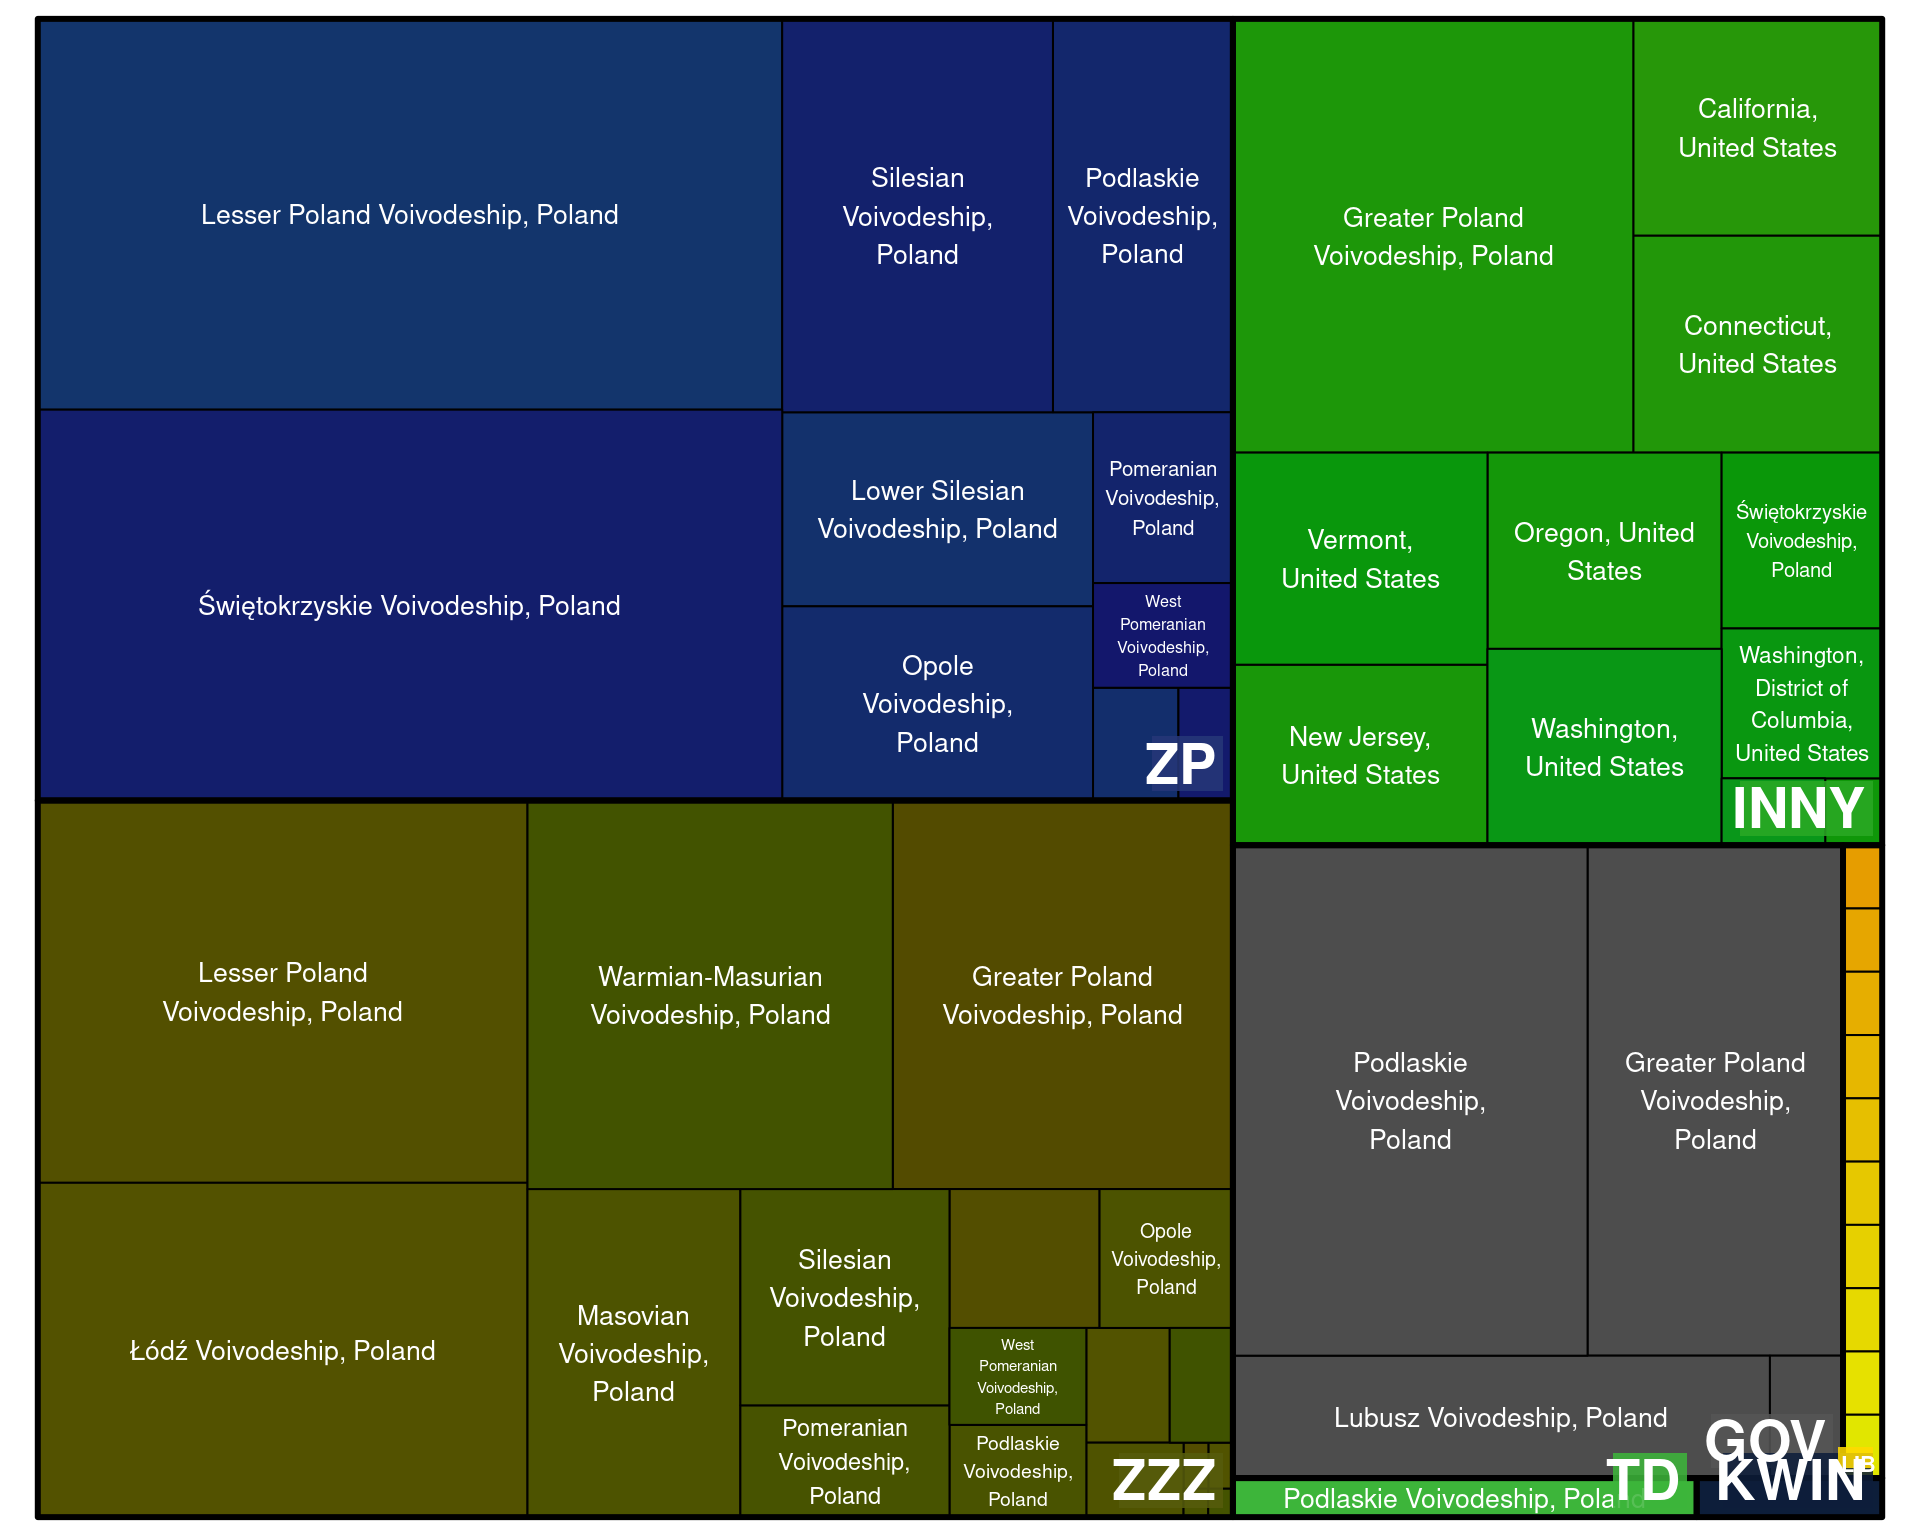 Lesser Poland Voivodeship, Poland
Silesian
Voivodeship,
Poland
Podlaskie
Voivodeship,
Poland
Świętokrzyskie Voivodeship, Poland
Lower Silesian
Voivodeship, Poland
Pomeranian
Voivodeship,
Poland
West
Pomeranian
Voivodeship,
Poland
Opole
Voivodeship,
Poland
ZP
Greater Poland
Voivodeship, Poland
California,
United States
Connecticut,
United States
Vermont,
United States
Oregon, United
States
Świętokrzyskie
Voivodeship,
Poland
New Jersey,
United States
Washington,
United States
Washington,
District of
Columbia,
United States
INNY
Lesser Poland
Voivodeship, Poland
Warmian-Masurian
Voivodeship, Poland
Greater Poland
Voivodeship, Poland
Łódź Voivodeship, Poland
Masovian
Voivodeship,
Poland
Silesian
Voivodeship,
Poland
Pomeranian
Voivodeship,
Poland
Opole
Voivodeship,
Poland
West
Pomeranian
Voivodeship,
Poland
Podlaskie
Voivodeship,
Poland
ZZZ
Podlaskie
Voivodeship,
Poland
Greater Poland
Voivodeship,
Poland
Lubusz Voivodeship, Poland
GOV
LIB
Podlaskie Voivodeship, Poland
TD
KWIN